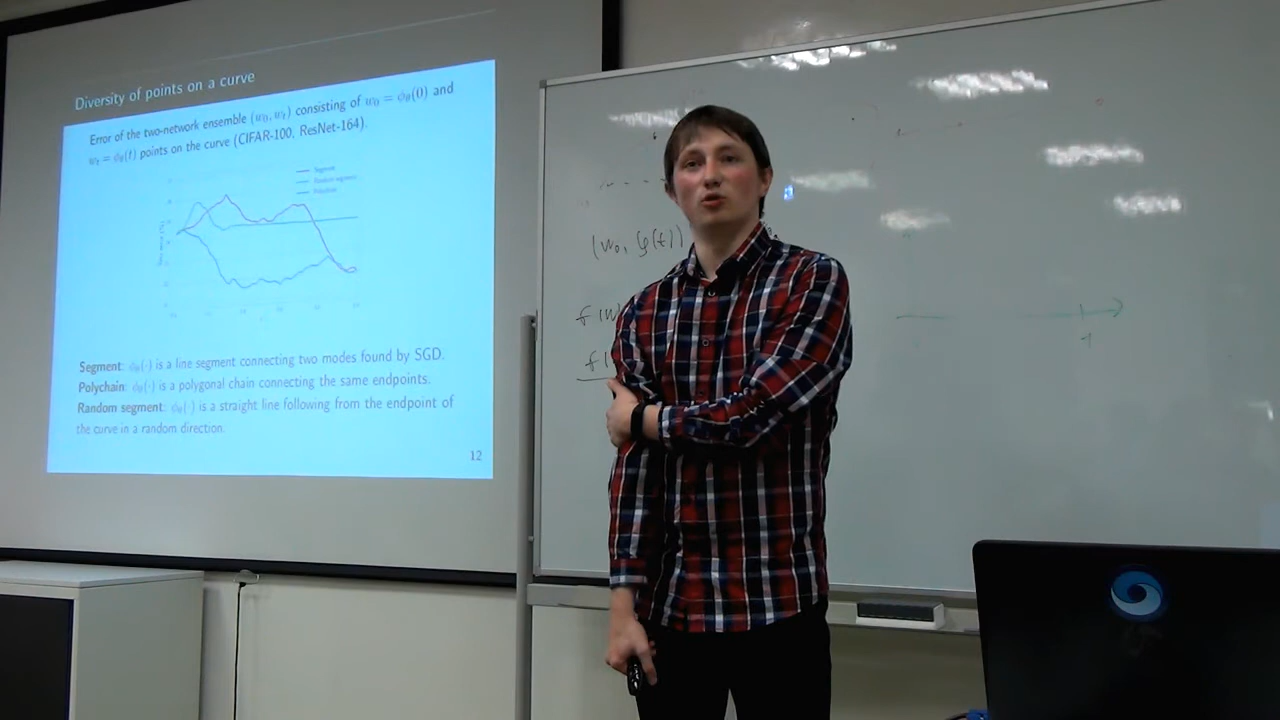 Diversity of points on a curve
Error of the two-network ensemble (w₀, wₜ) consisting of w₀ = ϕθ(0) and
wₜ = ϕθ(t) points on the curve (CIFAR-100, ResNet-164).
Segment
Random segment
Polychain
Segment: ϕθ(·) is a line segment connecting two modes found by SGD.
Polychain: ϕθ(·) is a polygonal chain connecting the same endpoints.
Random segment: ϕθ(·) is a straight line following from the endpoint of
the curve in a random direction.
12
(w₀, φ(t))